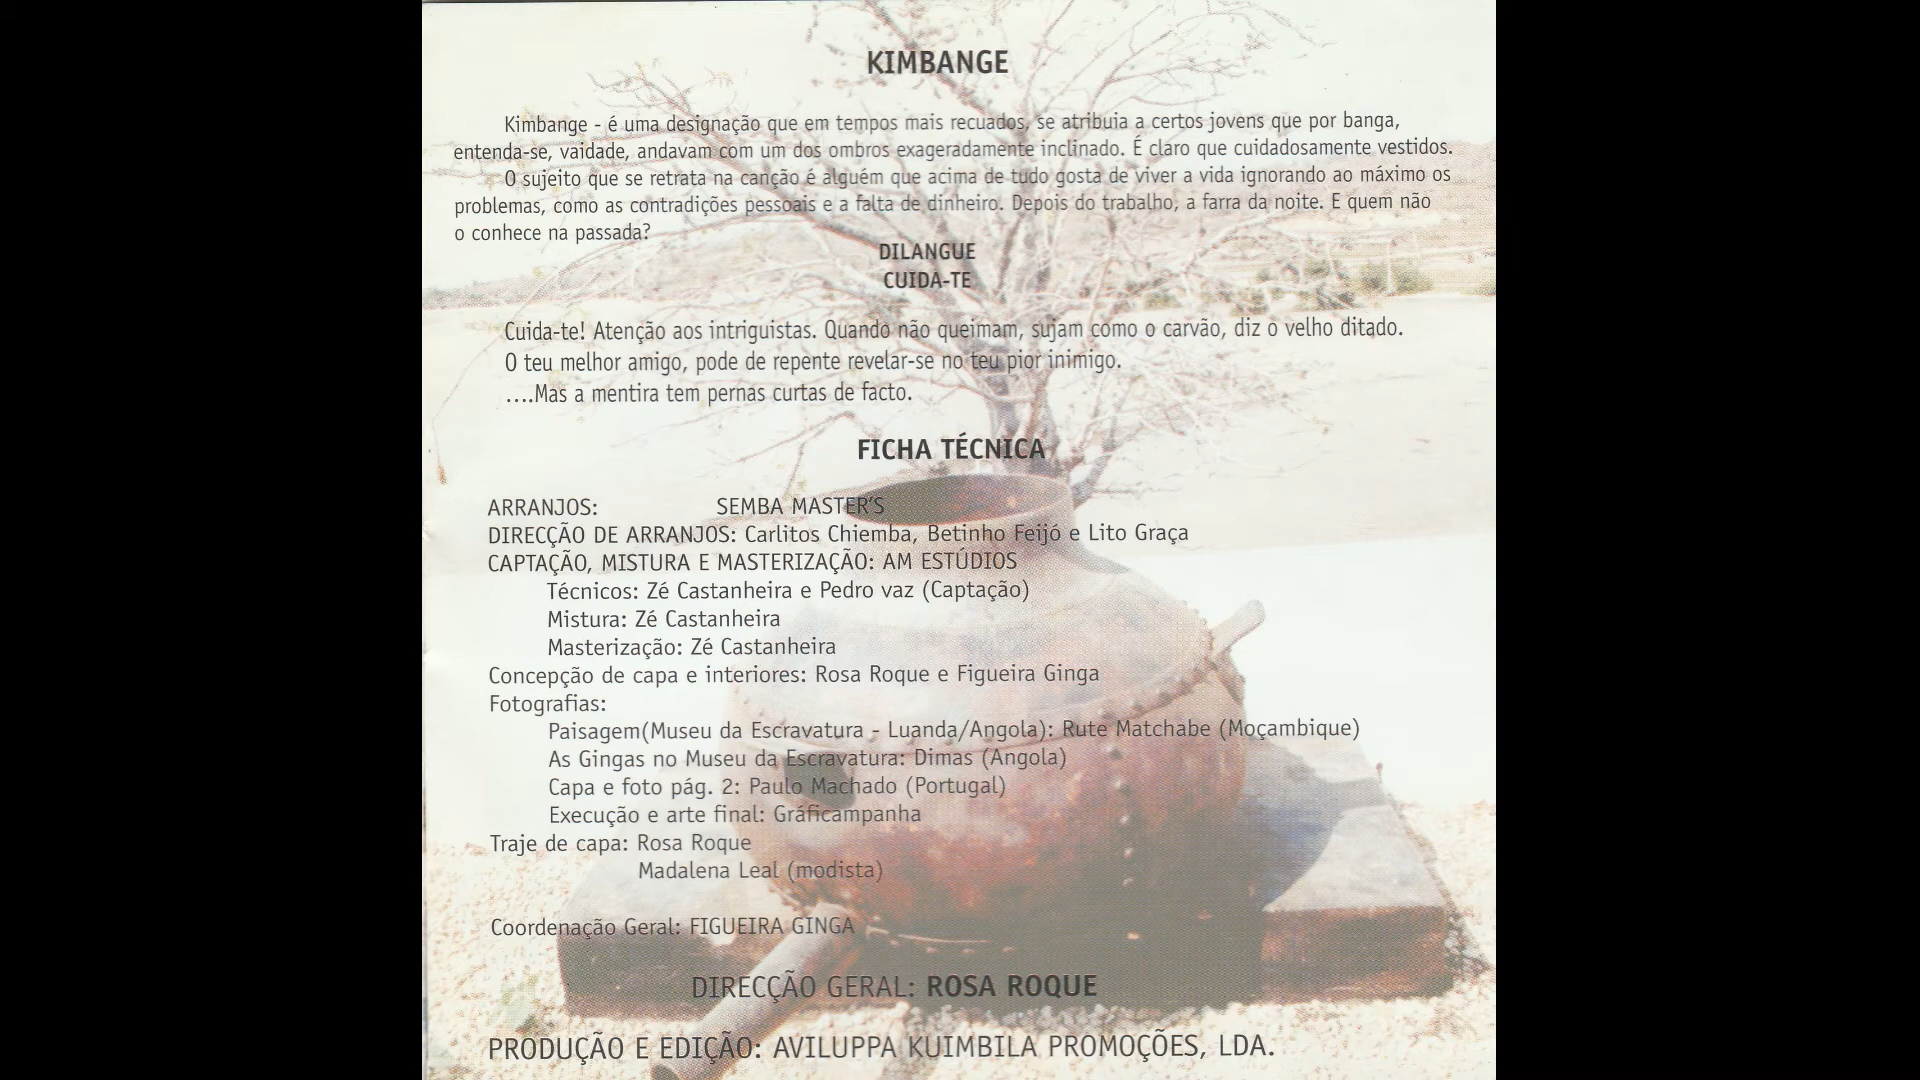 KIMBANGE
Kimbange - é uma designação que em tempos mais recuados, se atribuia a certos jovens que por banga,
entenda-se, vaidade, andavam com um dos ombros exageradamente inclinado. É claro que cuidadosamente vestidos.
O sujeito que se retrata na canção é alguém que acima de tudo gosta de viver a vida ignorando ao máximo os
problemas, como as contradições pessoais e a falta de dinheiro. Depois do trabalho, a farra da noite. E quem não
o conhece na passada?
DILANGUE
CUIDA-TE
Cuida-te! Atenção aos intriguistas. Quando não queimam, sujam como o carvão, diz o velho ditado.
O teu melhor amigo, pode de repente revelar-se no teu pior inimigo.
....Mas a mentira tem pernas curtas de facto.
FICHA TÉCNICA
ARRANJOS: SEMBA MASTER'S
DIRECÇÃO DE ARRANJOS: Carlitos Chiemba, Betinho Feijó e Lito Graça
CAPTAÇÃO, MISTURA E MASTERIZAÇÃO: AM ESTÚDIOS
Técnicos: Zé Castanheira e Pedro vaz (Captação)
Mistura: Zé Castanheira
Masterização: Zé Castanheira
Concepção de capa e interiores: Rosa Roque e Figueira Ginga
Fotografias:
Paisagem(Museu da Escravatura - Luanda/Angola): Rute Matchabe (Moçambique)
As Gingas no Museu da Escravatura: Dimas (Angola)
Capa e foto pág. 2: Paulo Machado (Portugal)
Execução e arte final: Gráficampanha
Traje de capa: Rosa Roque
Madalena Leal (modista)
Coordenação Geral: FIGUEIRA GINGA
DIRECÇÃO GERAL: ROSA ROQUE
PRODUÇÃO E EDIÇÃO: AVILUPPA KUIMBILA PROMOÇÕES, LDA.